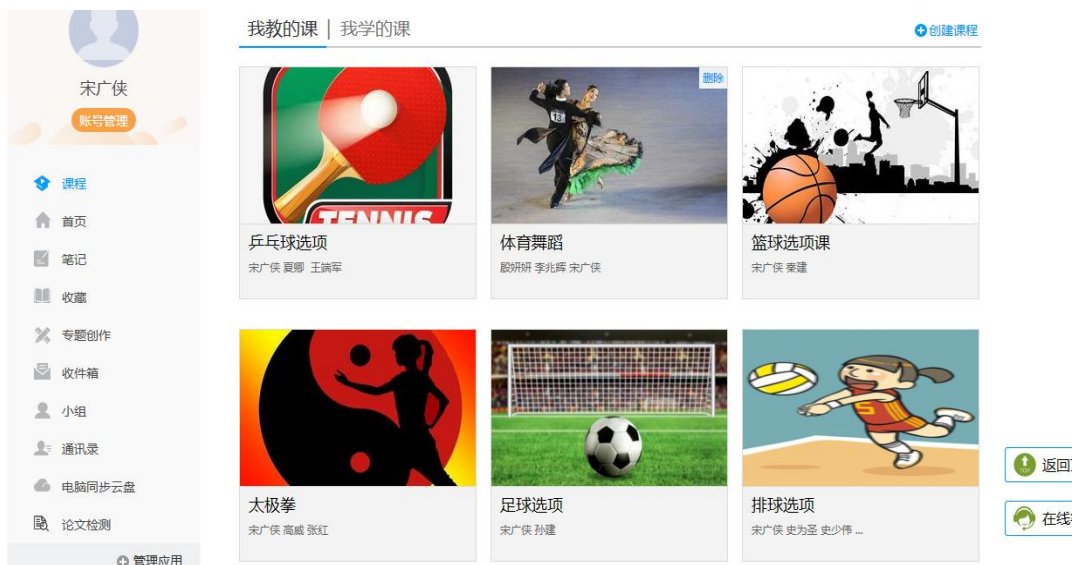 宋广侠
账号管理
课程
首页
笔记
收藏
专题创作
收件箱
小组
通讯录
电脑同步云盘
论文检测
管理应用
我教的课 | 我学的课
创建课程
TENNIS
乒乓球选项
宋广侠 夏卿 王端军
删除
13
体育舞蹈
殷妍妍 李兆辉 宋广侠
篮球选项课
宋广侠 秦建
太极拳
宋广侠 高威 张红
足球选项
宋广侠 孙建
5
排球选项
宋广侠 史为圣 史少伟 ...
TOP
返回
在线